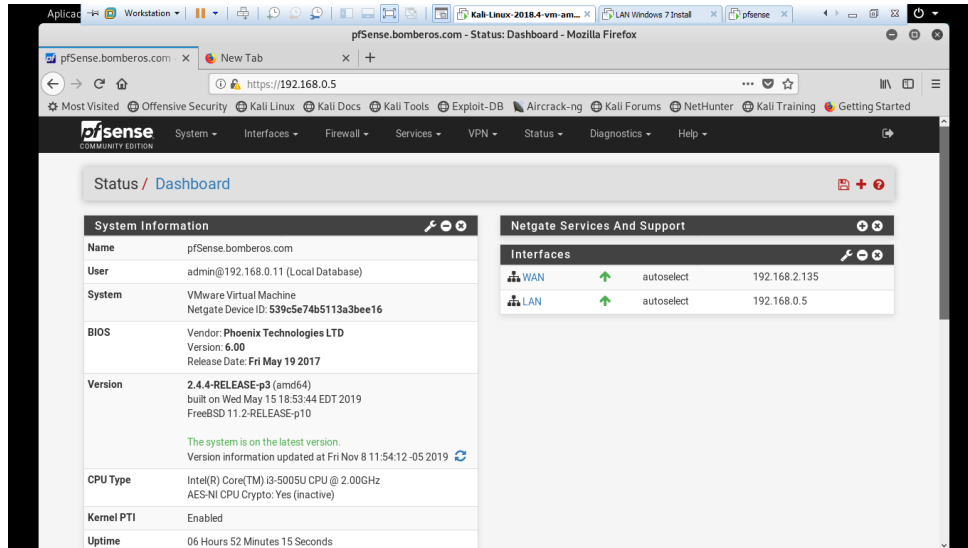 Aplicac
Workstation
Kali-Linux-2018.4-vm-am...
LAN Windows 7 Install
pfsense
pfSense.bomberos.com - Status: Dashboard - Mozilla Firefox
pfSense.bomberos.com -
New Tab
https://192.168.0.5
Most Visited Offensive Security Kali Linux Kali Docs Kali Tools Exploit-DB Aircrack-ng Kali Forums NetHunter Kali Training Getting Started
pfsense
COMMUNITY EDITION
System Interfaces Firewall Services VPN Status Diagnostics Help
Status / Dashboard
System Information
Name pfSense.bomberos.com
User admin@192.168.0.11 (Local Database)
System VMware Virtual Machine
Netgate Device ID: 539c5e74b5113a3bee16
BIOS Vendor: Phoenix Technologies LTD
Version: 6.00
Release Date: Fri May 19 2017
Version 2.4.4-RELEASE-p3 (amd64)
built on Wed May 15 18:53:44 EDT 2019
FreeBSD 11.2-RELEASE-p10
The system is on the latest version.
Version information updated at Fri Nov 8 11:54:12 -05 2019
CPU Type Intel(R) Core(TM) i3-5005U CPU @ 2.00GHz
AES-NI CPU Crypto: Yes (inactive)
Kernel PTI Enabled
Uptime 06 Hours 52 Minutes 15 Seconds
Netgate Services And Support
Interfaces
WAN autoselect 192.168.2.135
LAN autoselect 192.168.0.5